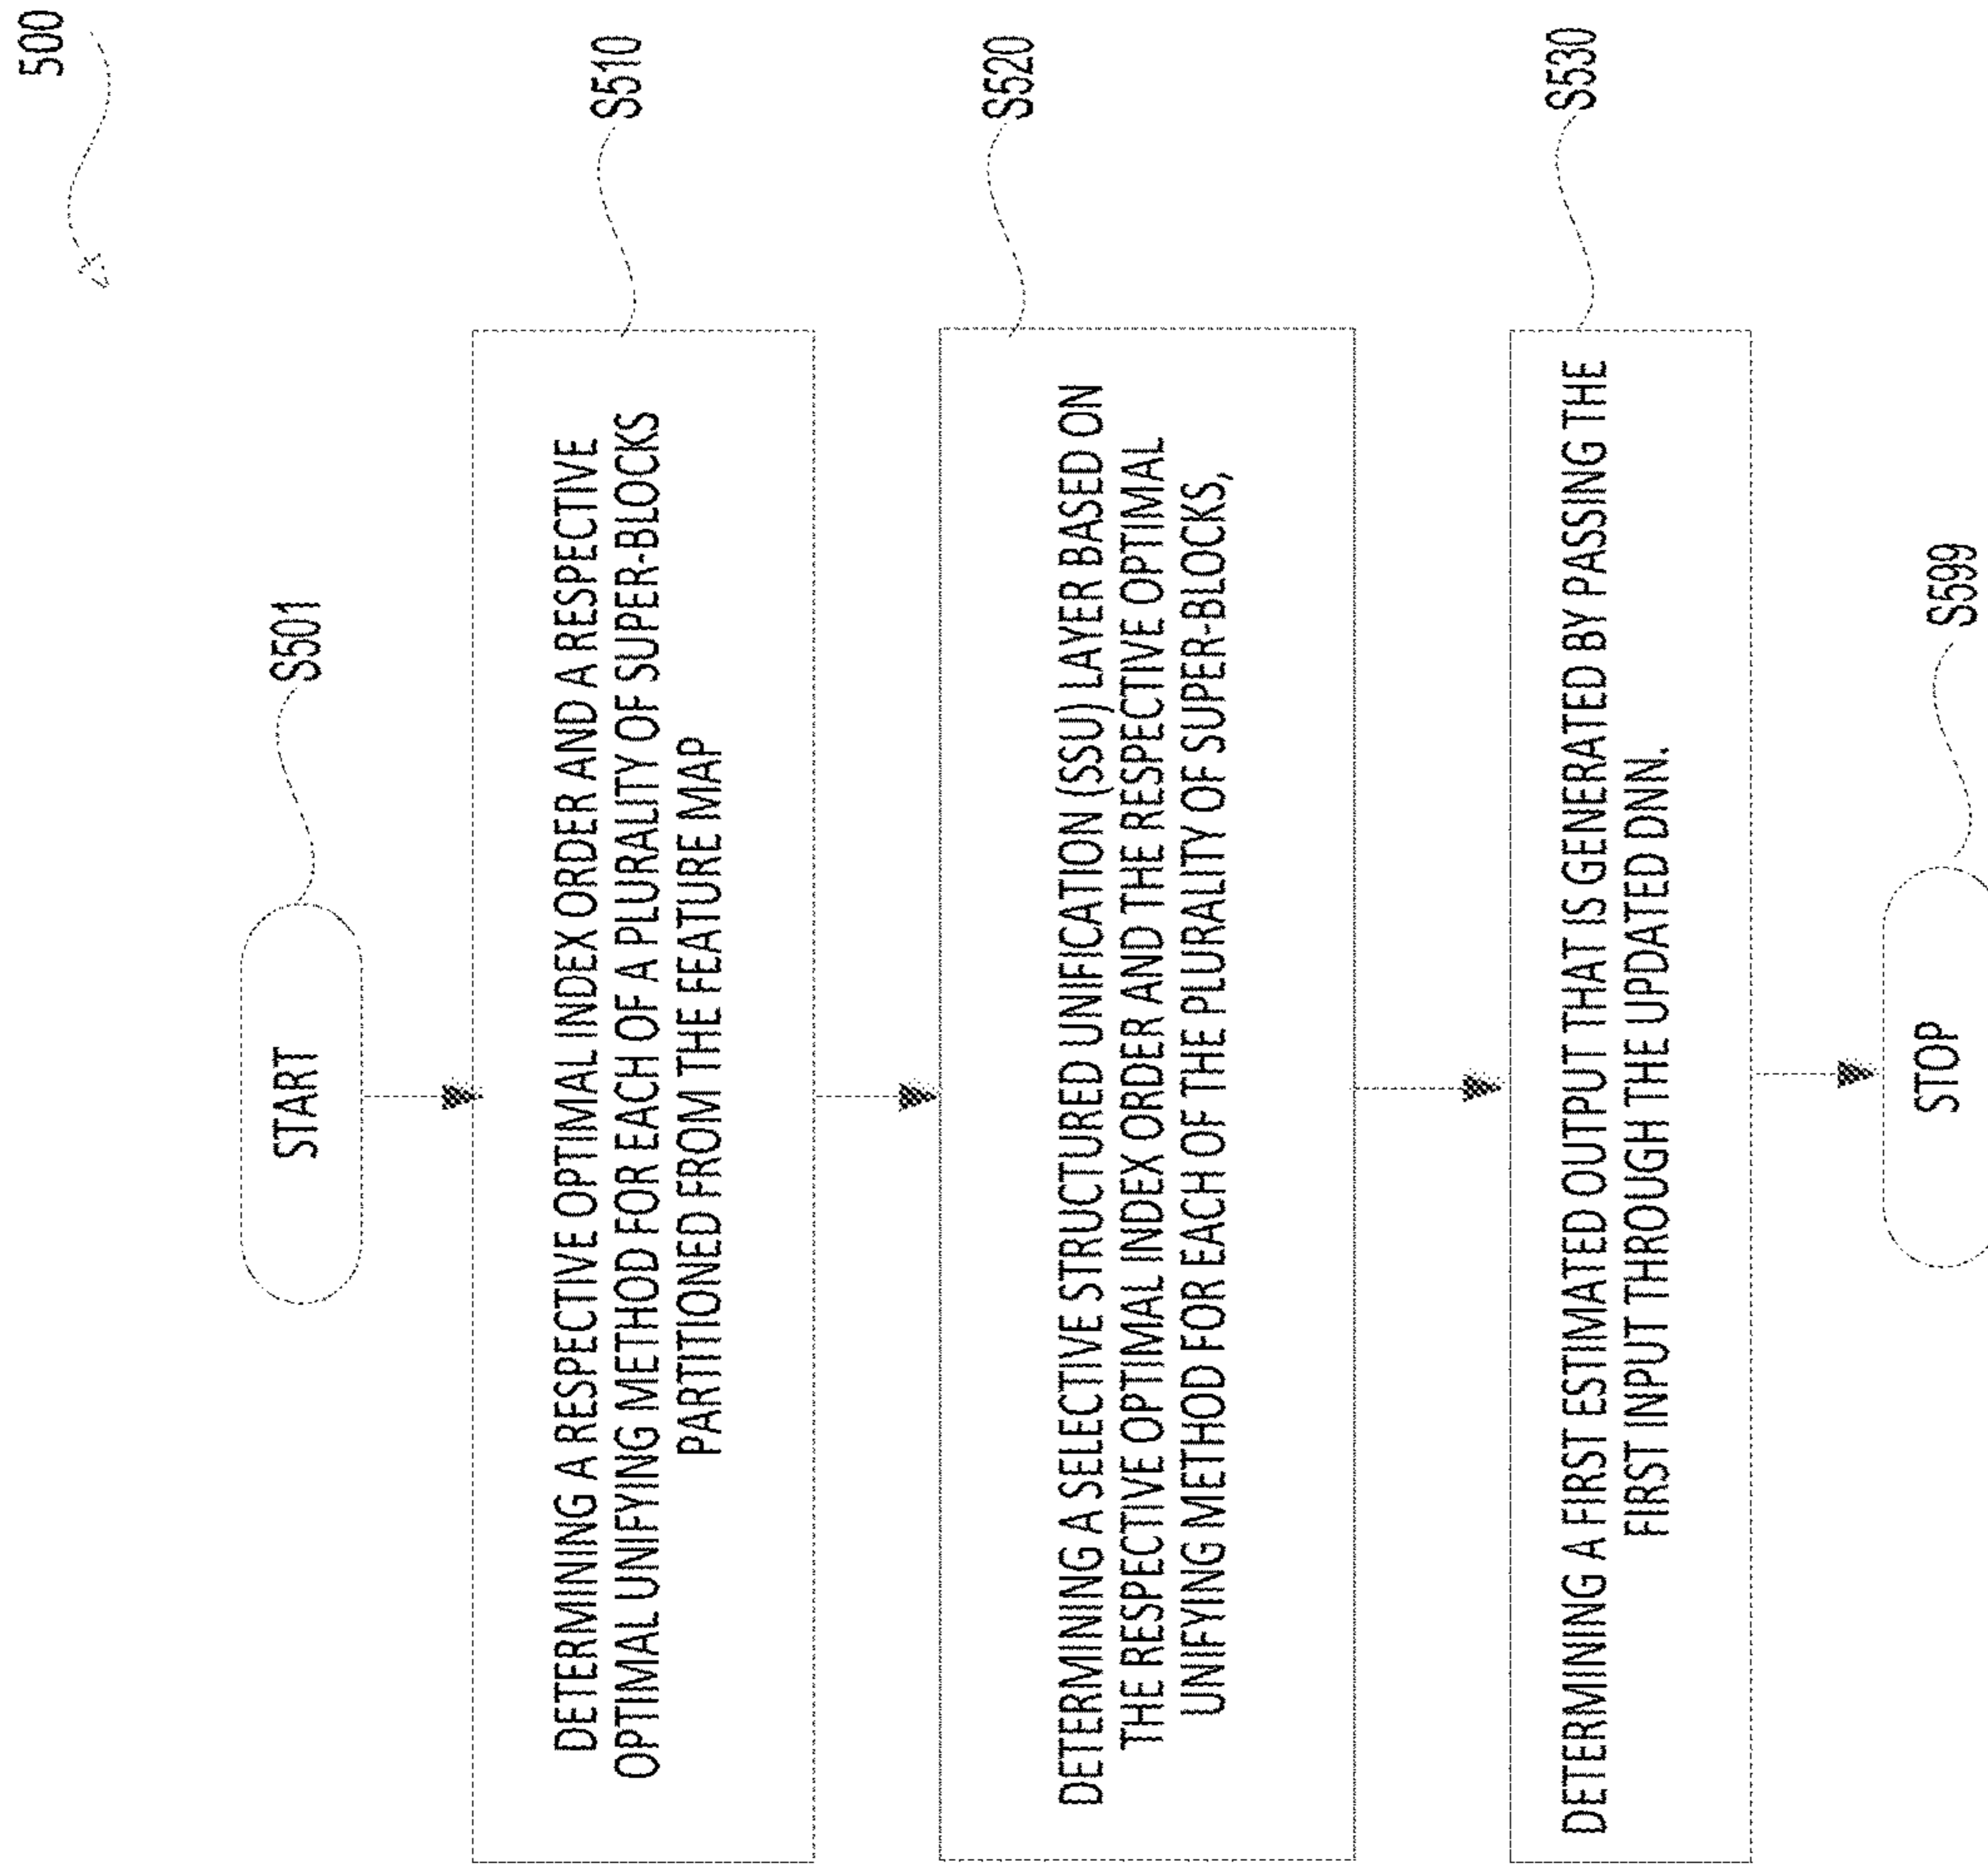 500
START
S501
DETERMINING A RESPECTIVE OPTIMAL INDEX ORDER AND A RESPECTIVE
OPTIMAL UNIFYING METHOD FOR EACH OF A PLURALITY OF SUPER-BLOCKS
PARTITIONED FROM THE FEATURE MAP
S510
DETERMINING A SELECTIVE STRUCTURED UNIFICATION (SSU) LAYER BASED ON
THE RESPECTIVE OPTIMAL INDEX ORDER AND THE RESPECTIVE OPTIMAL
UNIFYING METHOD FOR EACH OF THE PLURALITY OF SUPER-BLOCKS,
S520
DETERMINING A FIRST ESTIMATED OUTPUT THAT IS GENERATED BY PASSING THE
FIRST INPUT THROUGH THE UPDATED DNN.
S530
STOP
S599